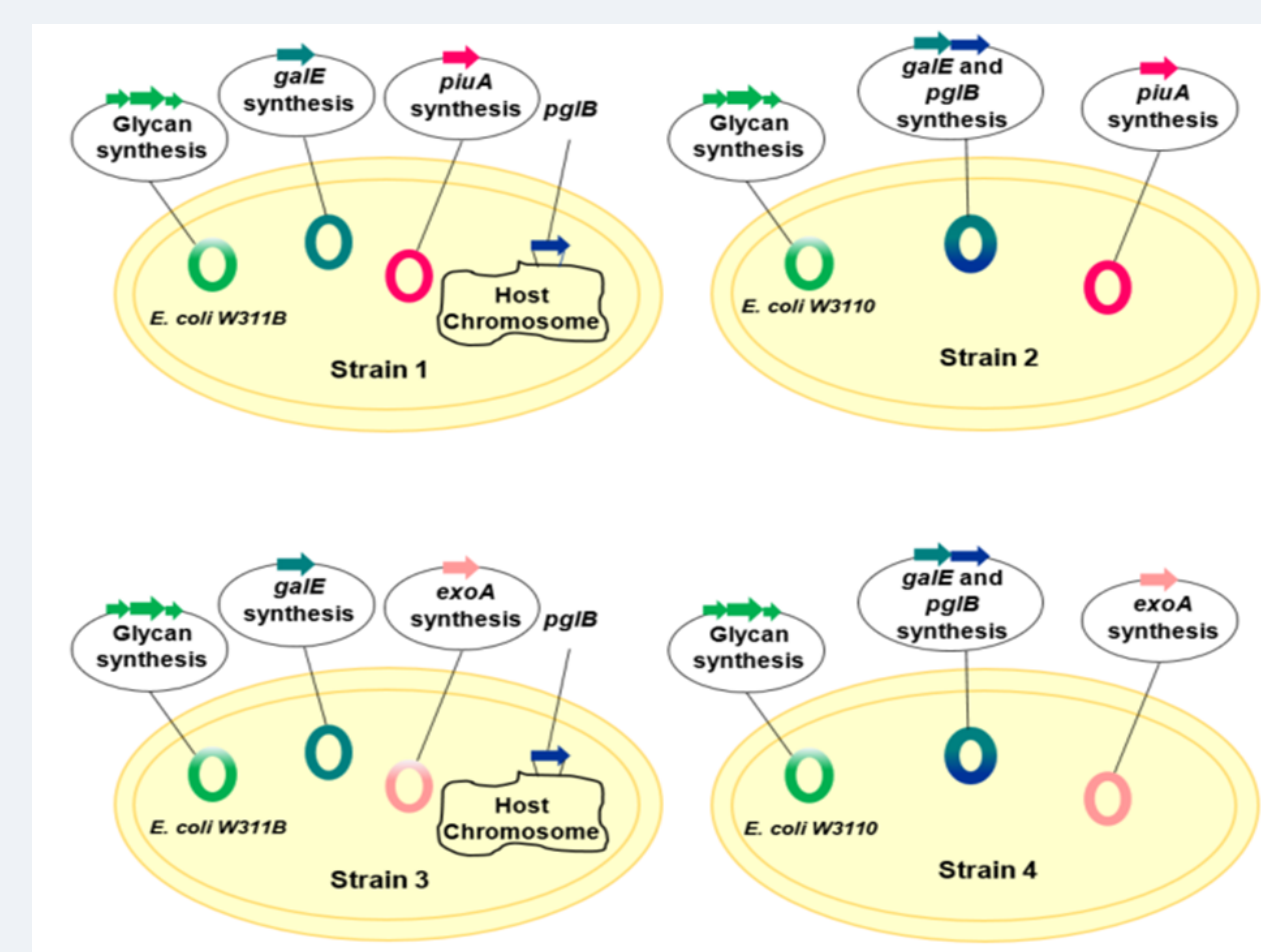 Glycan
synthesis
galE
synthesis
piuA
synthesis
pglB
E. coli W311B
Host
Chromosome
Strain 1
Glycan
synthesis
galE and
pglB
synthesis
piuA
synthesis
E. coli W3110
Strain 2
Glycan
synthesis
galE
synthesis
exoA
synthesis
pglB
E. coli W311B
Host
Chromosome
Strain 3
Glycan
synthesis
galE and
pglB
synthesis
exoA
synthesis
E. coli W3110
Strain 4